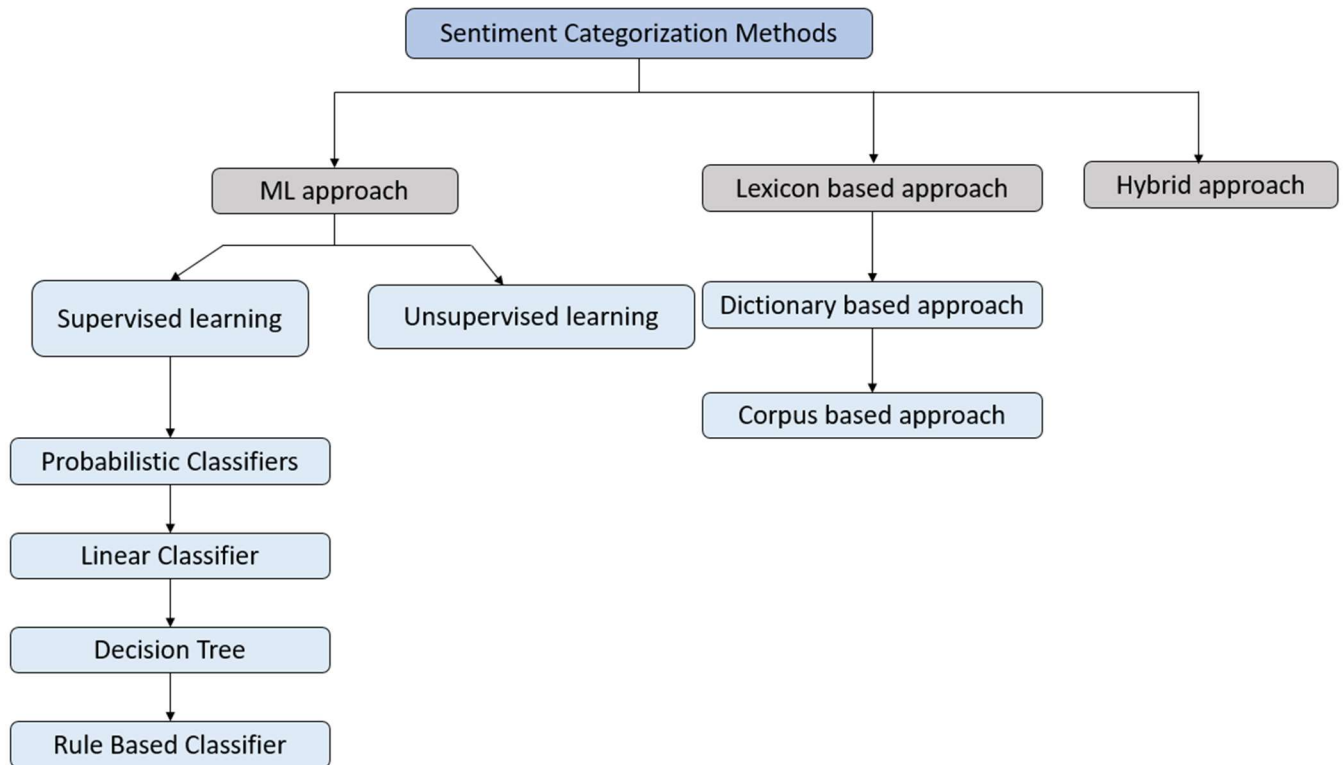 Sentiment Categorization Methods
ML approach
Lexicon based approach
Hybrid approach
Supervised learning
Unsupervised learning
Dictionary based approach
Corpus based approach
Probabilistic Classifiers
Linear Classifier
Decision Tree
Rule Based Classifier